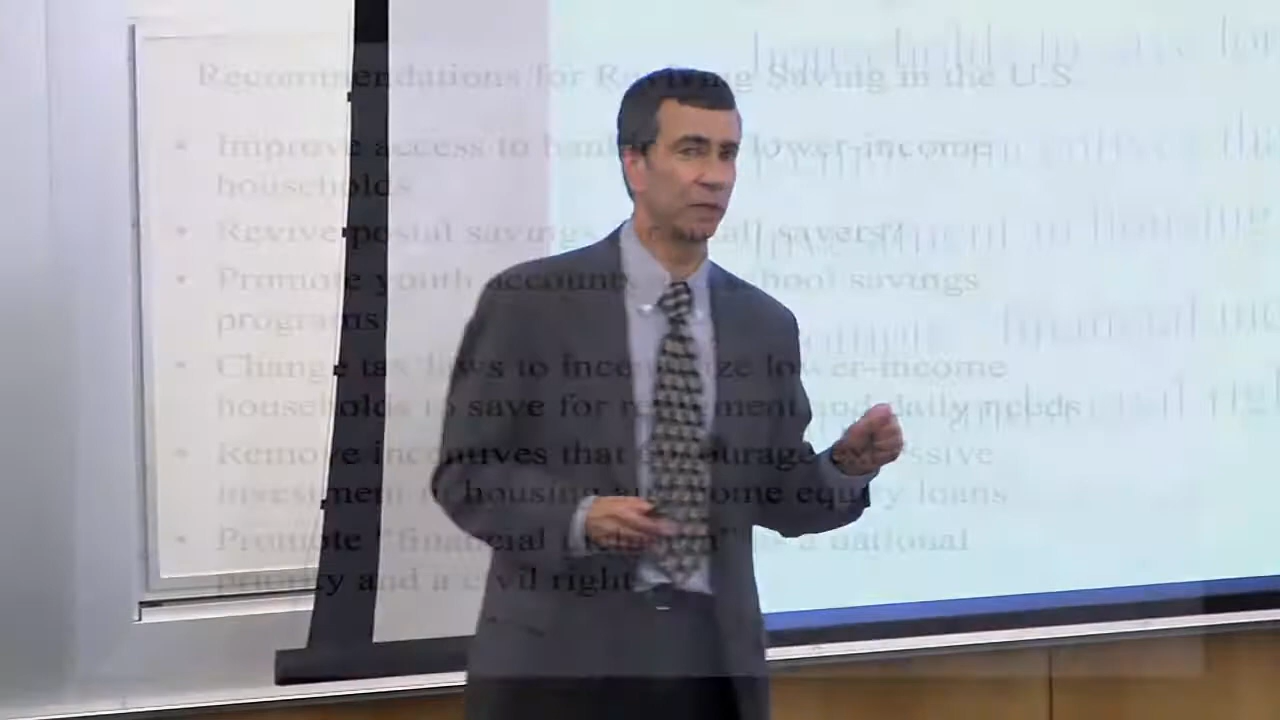 Recommendations for Reviving Saving in the U.S
• Improve access to banks for lower-income
households
• Revive postal savings for small savers?
• Promote youth accounts and school savings
programs
• Change tax laws to incentivize lower-income
households to save for retirement and daily needs
• Remove incentives that encourage excessive
investment in housing and home equity loans
• Promote "financial inclusion" as a national
priority and a civil right